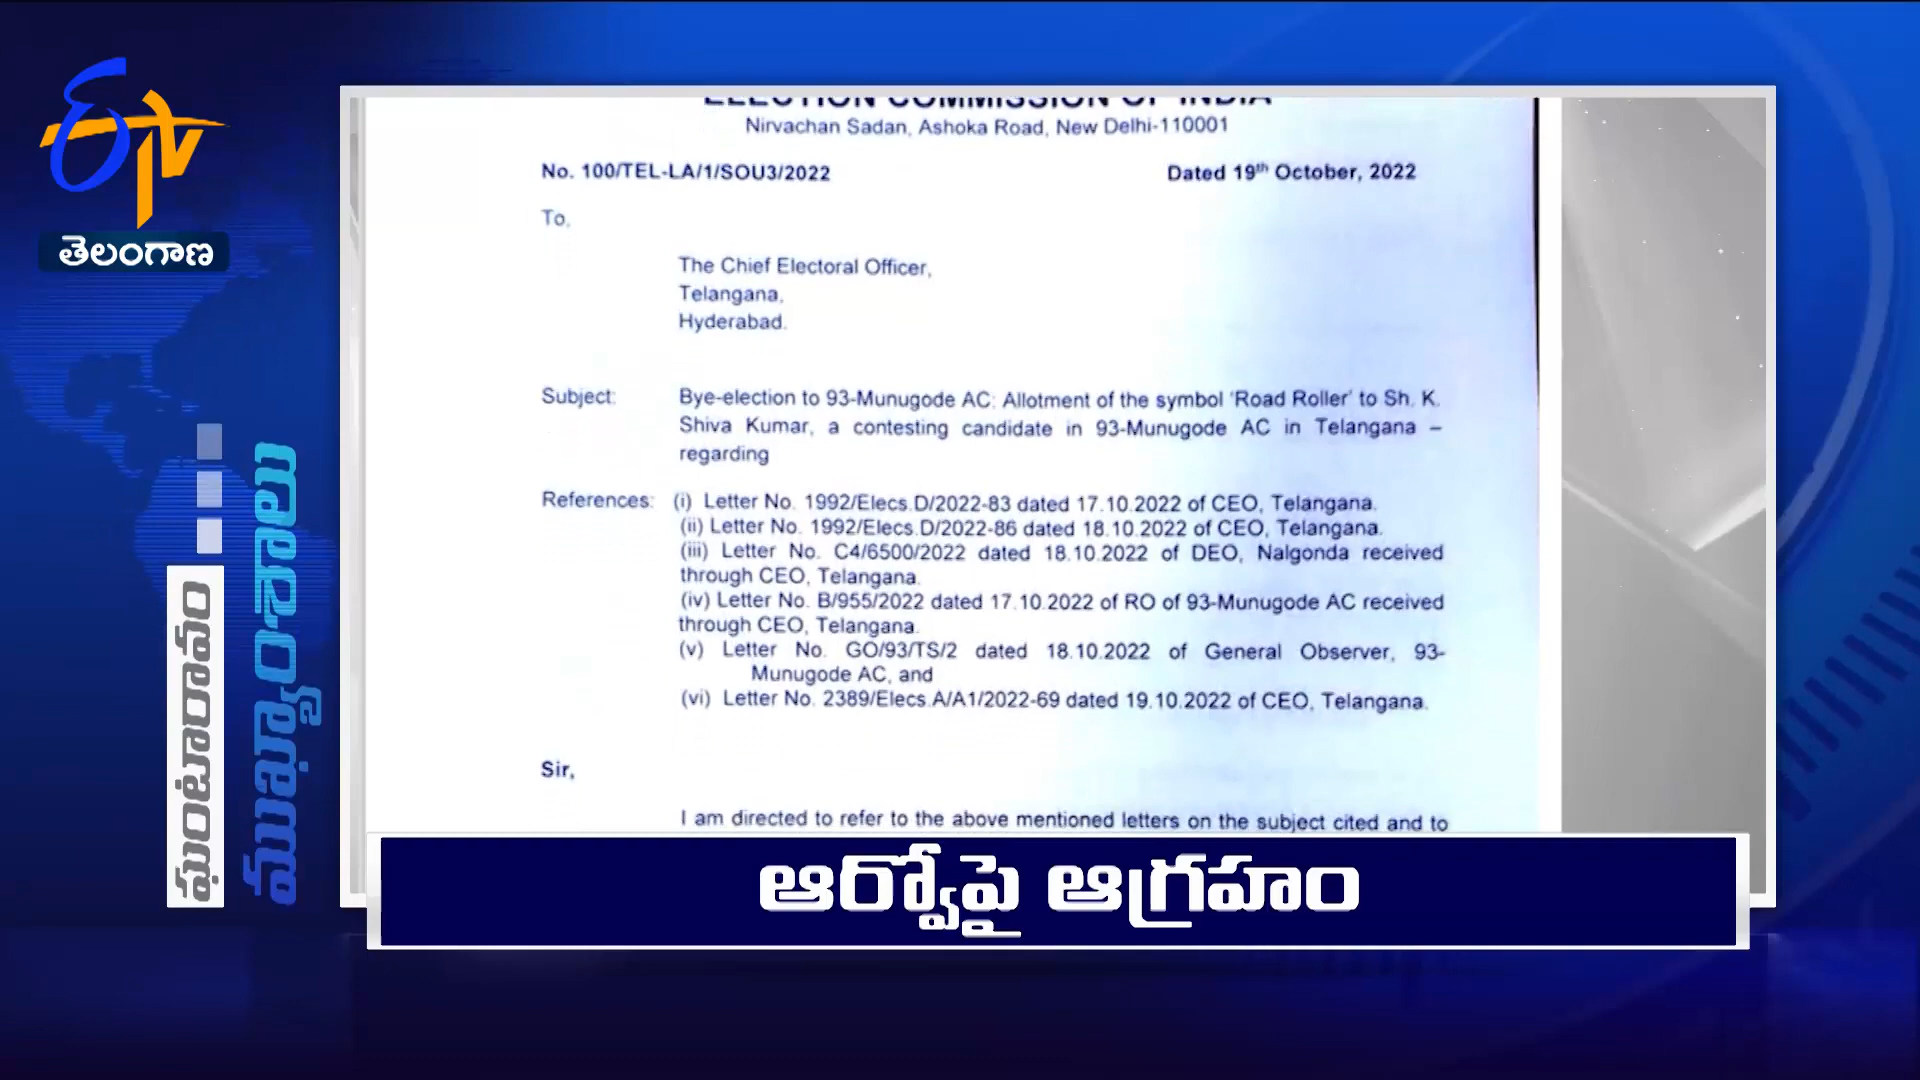 ETV
తెలంగాణ
ఘంటారావం
ముఖ్యాంశాలు
ELECTION COMMISSION OF INDIA
Nirvachan Sadan, Ashoka Road, New Delhi-110001
No. 100/TEL-LA/1/SOU3/2022 Dated 19th October, 2022
To,
The Chief Electoral Officer,
Telangana,
Hyderabad.
Subject: Bye-election to 93-Munugode AC: Allotment of the symbol 'Road Roller' to Sh. K.
Shiva Kumar, a contesting candidate in 93-Munugode AC in Telangana –
regarding
References: (i) Letter No. 1992/Elecs.D/2022-83 dated 17.10.2022 of CEO, Telangana.
(ii) Letter No. 1992/Elecs.D/2022-86 dated 18.10.2022 of CEO, Telangana.
(iii) Letter No. C4/6500/2022 dated 18.10.2022 of DEO, Nalgonda received
through CEO, Telangana.
(iv) Letter No. B/955/2022 dated 17.10.2022 of RO of 93-Munugode AC received
through CEO, Telangana.
(v) Letter No. GO/93/TS/2 dated 18.10.2022 of General Observer, 93-
Munugode AC, and
(vi) Letter No. 2389/Elecs.A/A1/2022-69 dated 19.10.2022 of CEO, Telangana.
Sir,
I am directed to refer to the above mentioned letters on the subject cited and to
ఆర్వోపై ఆగ్రహం